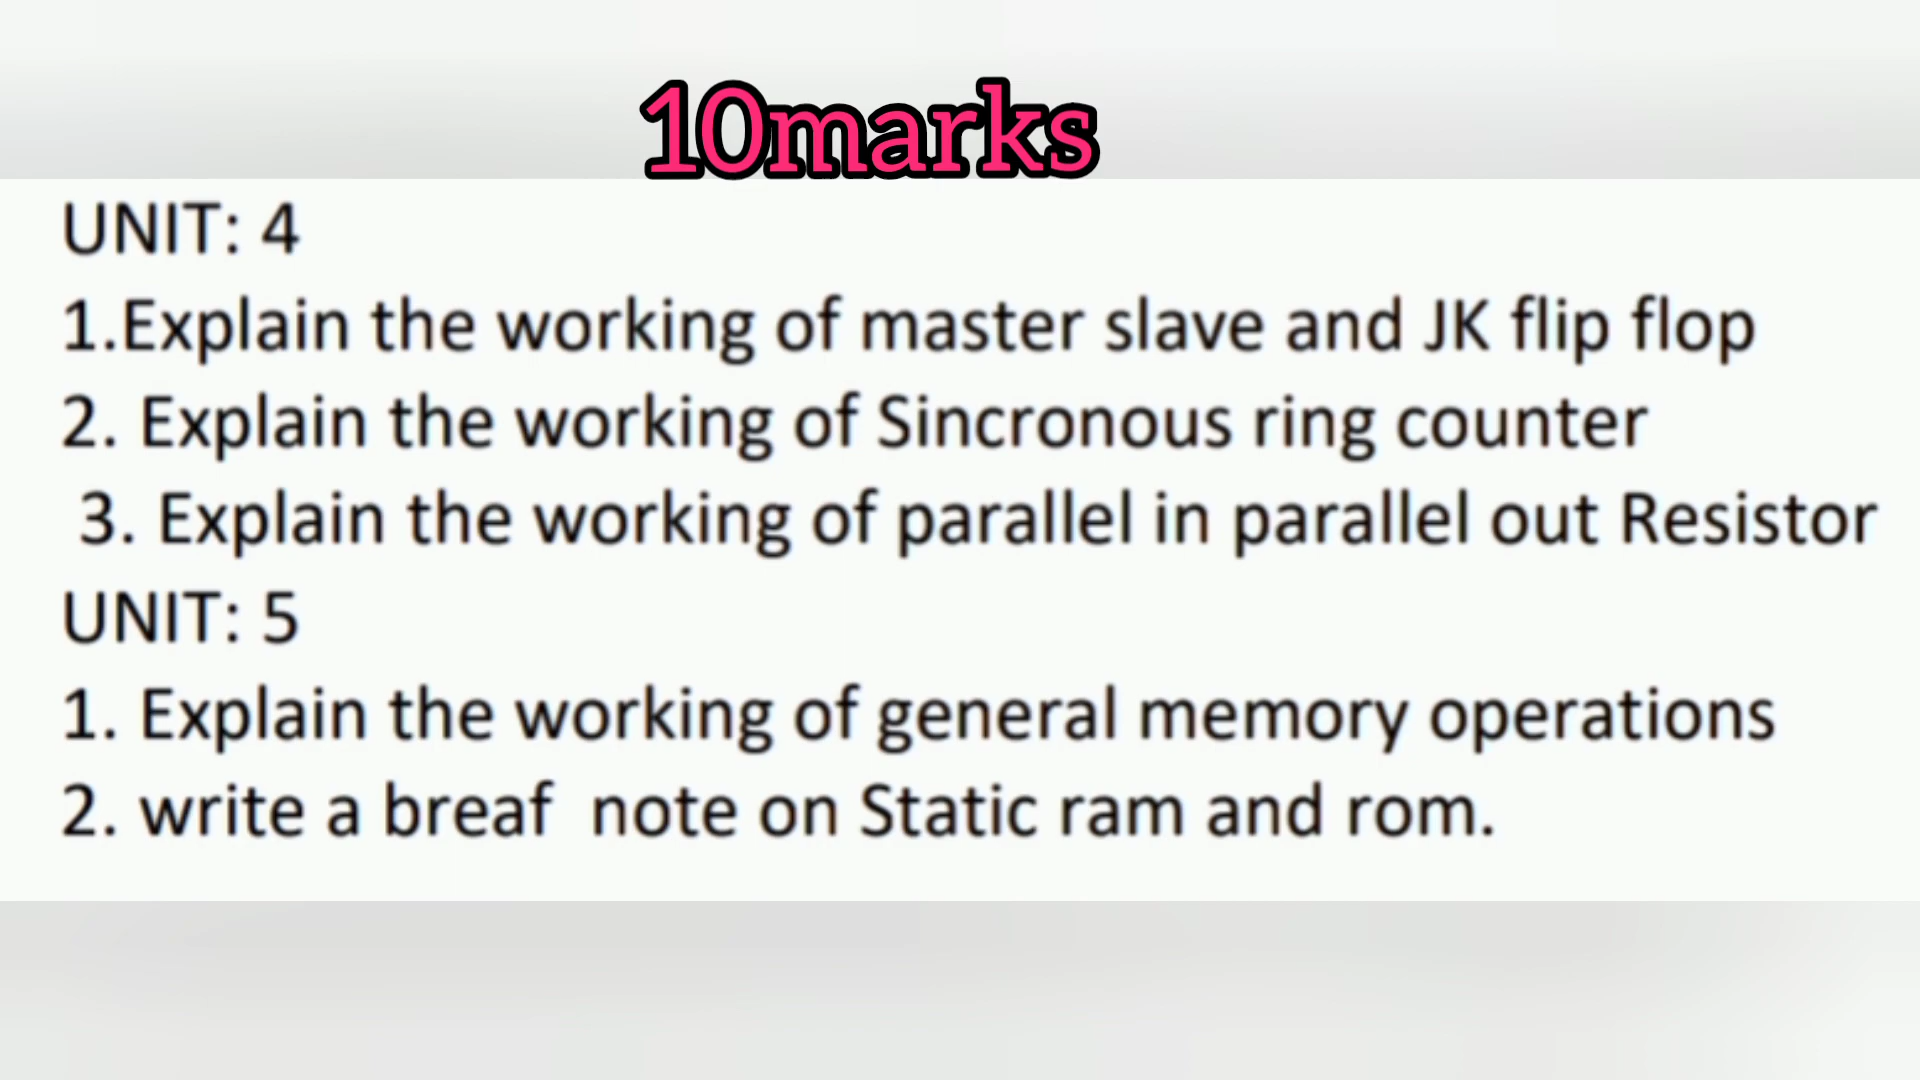 10marks
UNIT: 4
1.Explain the working of master slave and JK flip flop
2. Explain the working of Sincronous ring counter
3. Explain the working of parallel in parallel out Resistor
UNIT: 5
1. Explain the working of general memory operations
2. write a breaf  note on Static ram and rom.